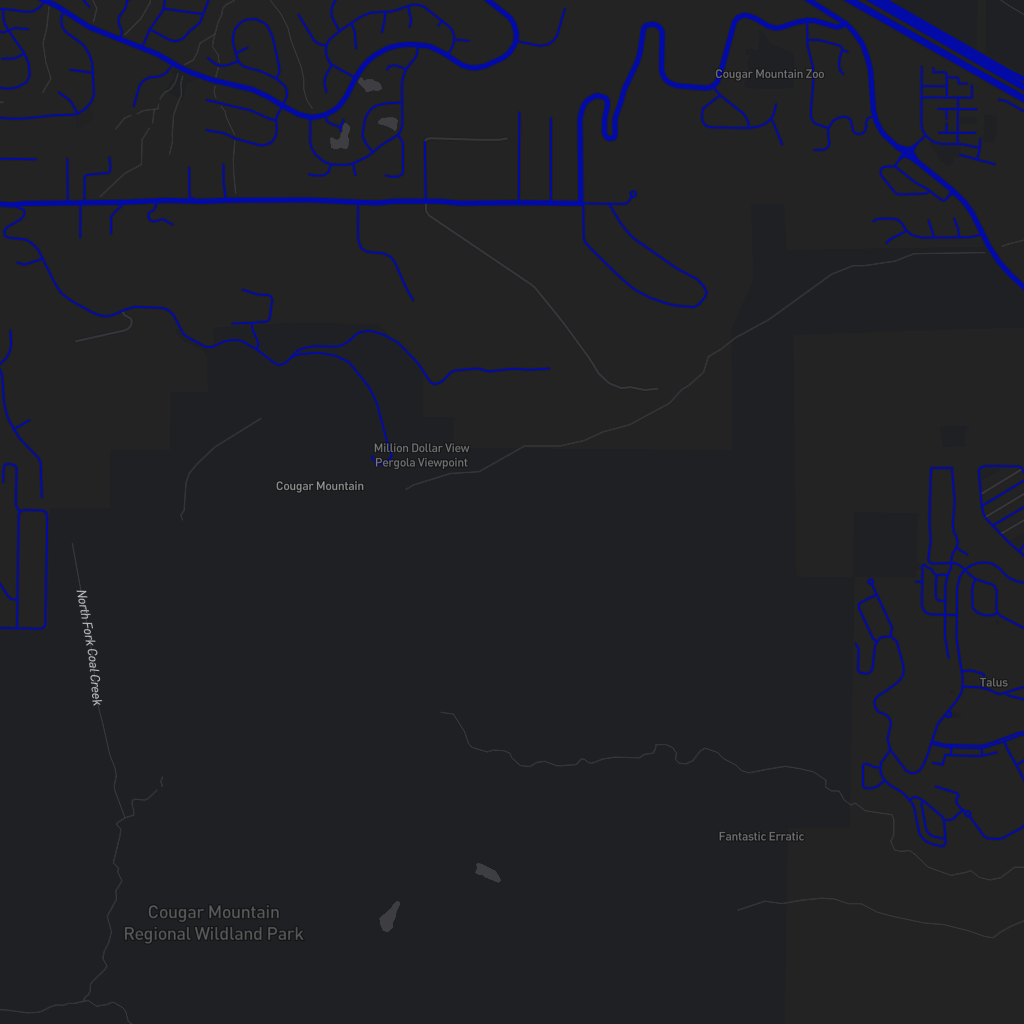 Cougar Mountain Zoo
Million Dollar View
Pergola Viewpoint
Cougar Mountain
North Fork Coal Creek
Talus
Fantastic Erratic
Cougar Mountain
Regional Wildland Park